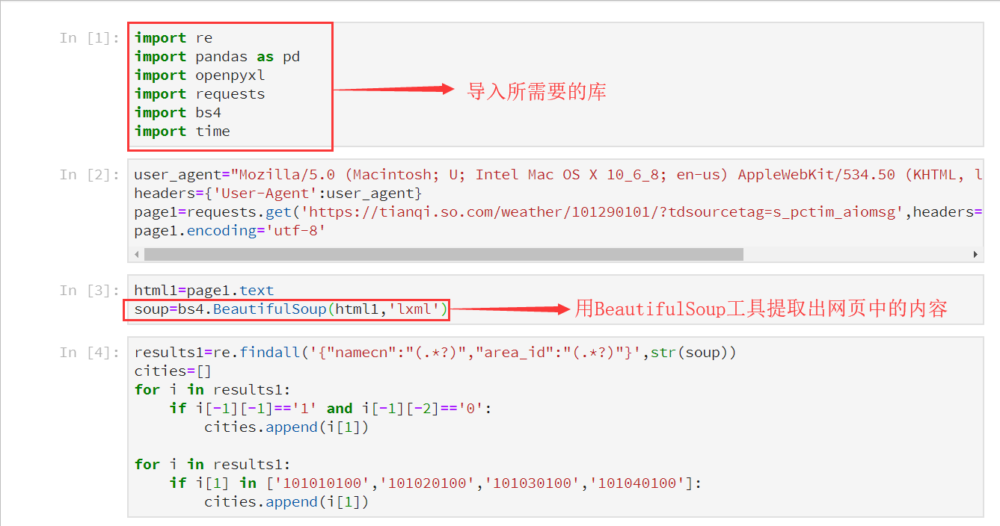 In [1]:
import re
import pandas as pd
import openpyxl
import requests
import bs4
import time
导入所需要的库
In [2]:
user_agent="Mozilla/5.0 (Macintosh; U; Intel Mac OS X 10_6_8; en-us) AppleWebKit/534.50 (KHTML, l
headers={'User-Agent':user_agent}
page1=requests.get('https://tianqi.so.com/weather/101290101/?tdsourcetag=s_pctim_aiomsg',headers=
page1.encoding='utf-8'
In [3]:
html1=page1.text
soup=bs4.BeautifulSoup(html1,'lxml')
用BeautifulSoup工具提取出网页中的内容
In [4]:
results1=re.findall('{"namecn":"(.*?)","area_id":"(.*?)"}',str(soup))
cities=[]
for i in results1:
    if i[-1][-1]=='1' and i[-1][-2]=='0':
        cities.append(i[1])
for i in results1:
    if i[1] in ['101010100','101020100','101030100','101040100']:
        cities.append(i[1])